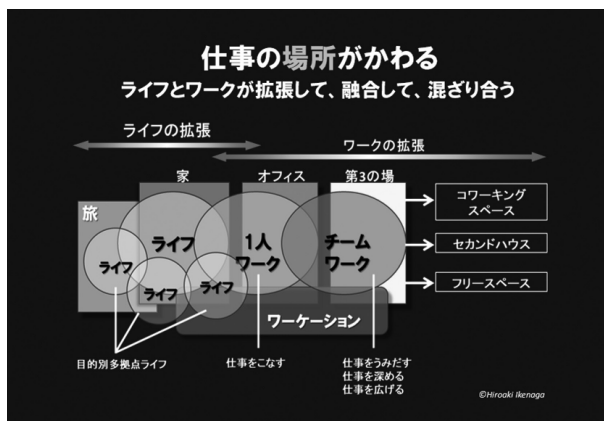 仕事の場所がかわる
ライフとワークが拡張して、融合して、混ざり合う
ライフの拡張
ワークの拡張
家
オフィス
第3の場
旅
ライフ
1人
ワーク
チーム
ワーク
ライフ
ライフ
ライフ
ワーケーション
コワーキング
スペース
セカンドハウス
フリースペース
目的別多拠点ライフ
仕事をこなす
仕事をうみだす
仕事を深める
仕事を広げる
©Hiroaki Ikenaga